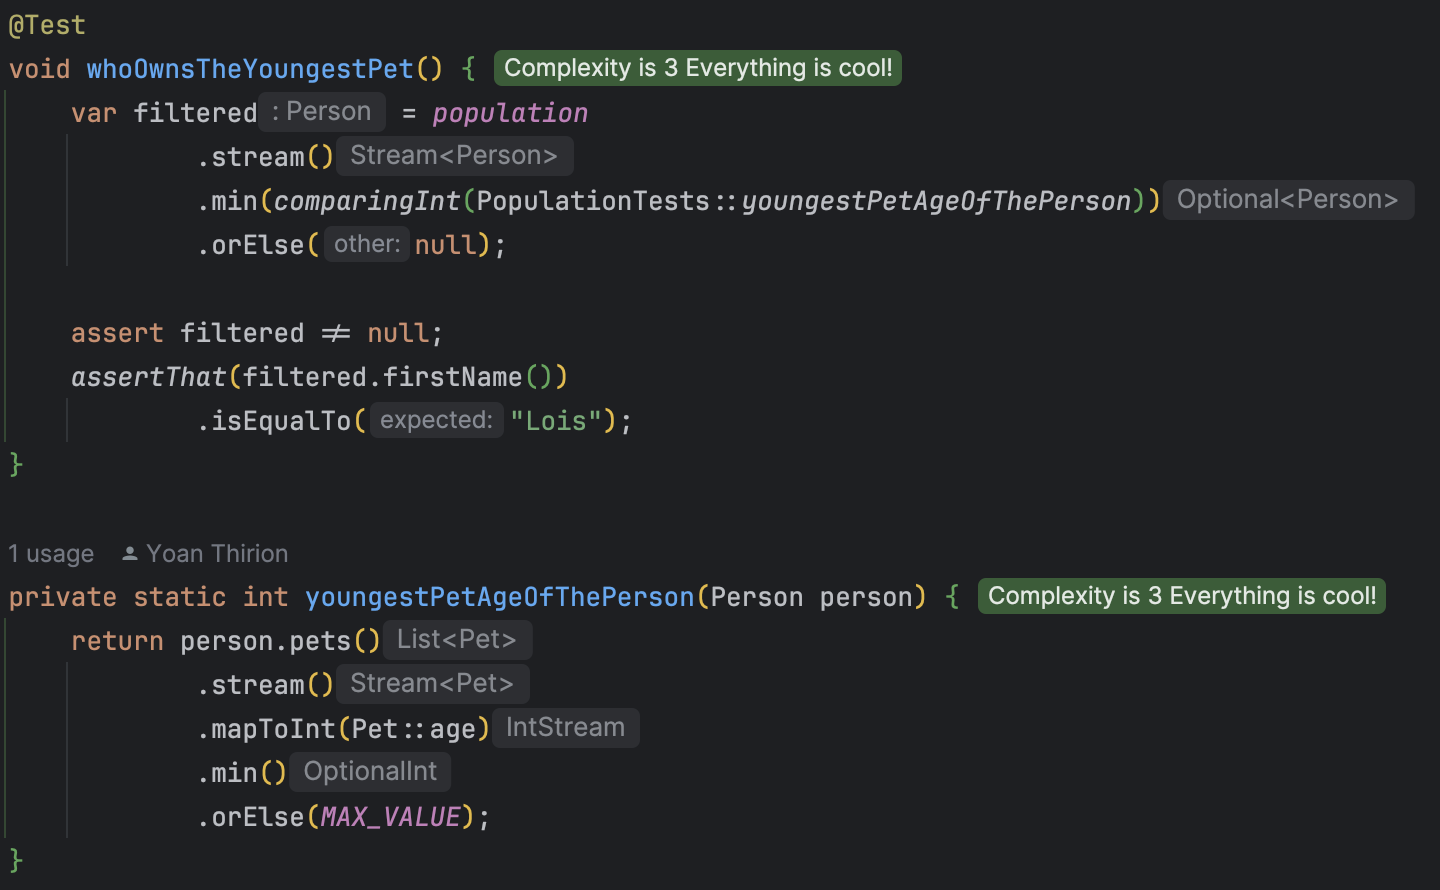 @Test
void whoOwnsTheYoungestPet() { Complexity is 3 Everything is cool!
var filtered : Person = population
.stream() Stream<Person>
.min(comparingInt(PopulationTests::youngestPetAgeOfThePerson)) Optional<Person>
.orElse( other: null);
assert filtered != null;
assertThat(filtered.firstName())
.isEqualTo( expected: "Lois");
}
1 usage Yoan Thirion
private static int youngestPetAgeOfThePerson(Person person) { Complexity is 3 Everything is cool!
return person.pets() List<Pet>
.stream() Stream<Pet>
.mapToInt(Pet::age) IntStream
.min() OptionalInt
.orElse(MAX_VALUE);
}